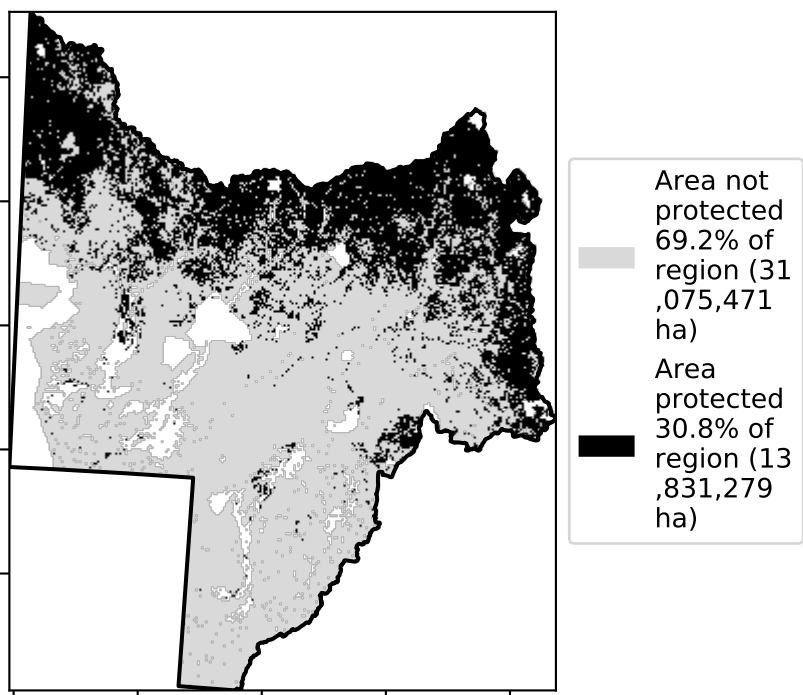 Area not
protected
69.2% of
region (31
,075,471
ha)
Area
protected
30.8% of
region (13
,831,279
ha)